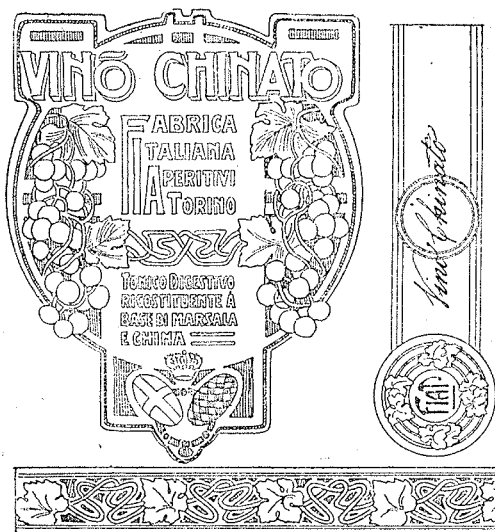 VINO CHINATO
FABRICA
ITALIANA
APERITIVI
TORINO
TONICO DIGESTIVO
RICOSTITUENTE A
BASE DI MARSALA
E CHINA
Vino Chinato
FIAT